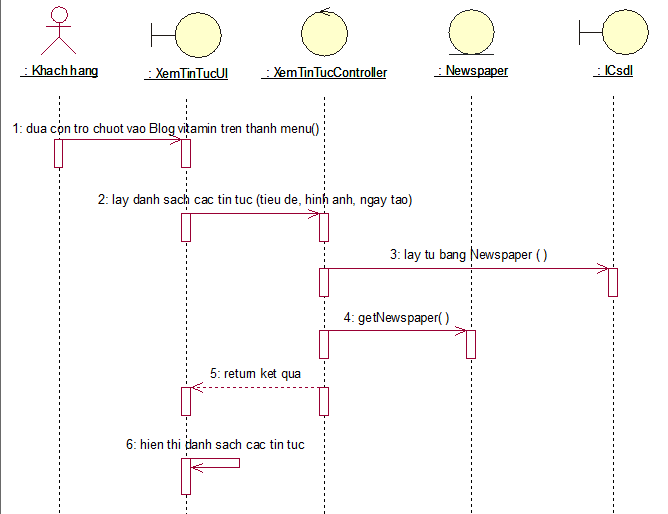 : Khach hang
: XemTinTucUI
: XemTinTucController
: Newspaper
: ICsdl
1: dua con tro chuot vao Blog vitamin tren thanh menu()
2: lay danh sach cac tin tuc (tieu de, hinh anh, ngay tao)
3: lay tu bang Newspaper ( )
4: getNewspaper( )
5: return ket qua
6: hien thi danh sach cac tin tuc